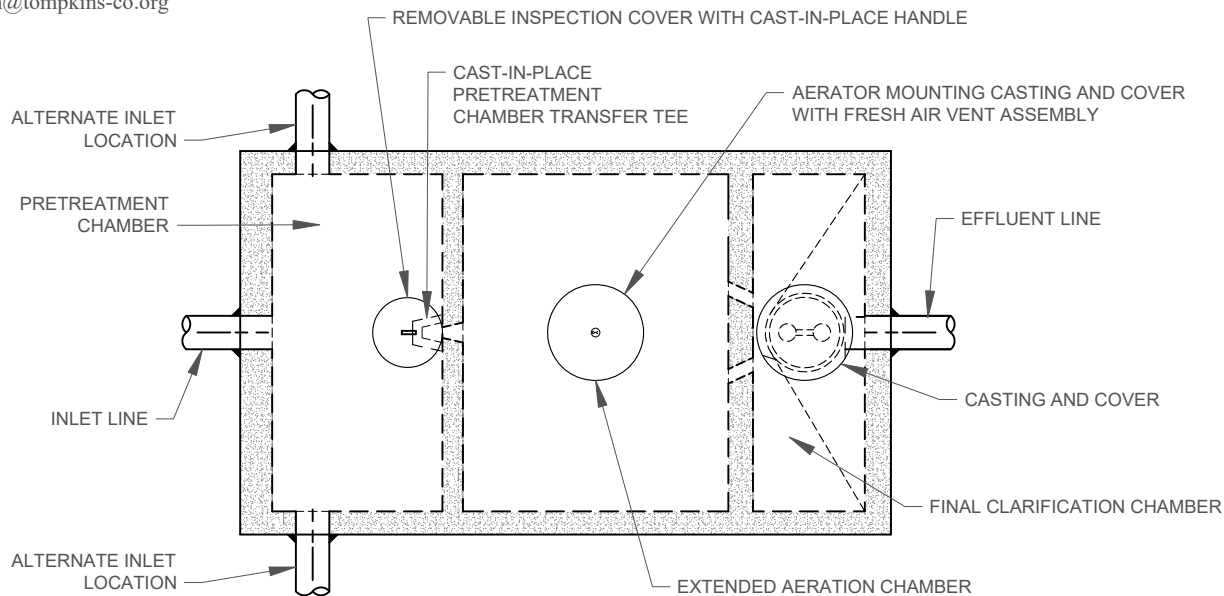 @tompkins-co.org
REMOVABLE INSPECTION COVER WITH CAST-IN-PLACE HANDLE
CAST-IN-PLACE
PRETREATMENT
CHAMBER TRANSFER TEE
AERATOR MOUNTING CASTING AND COVER
WITH FRESH AIR VENT ASSEMBLY
ALTERNATE INLET
LOCATION
PRETREATMENT
CHAMBER
EFFLUENT LINE
INLET LINE
CASTING AND COVER
FINAL CLARIFICATION CHAMBER
ALTERNATE INLET
LOCATION
EXTENDED AERATION CHAMBER